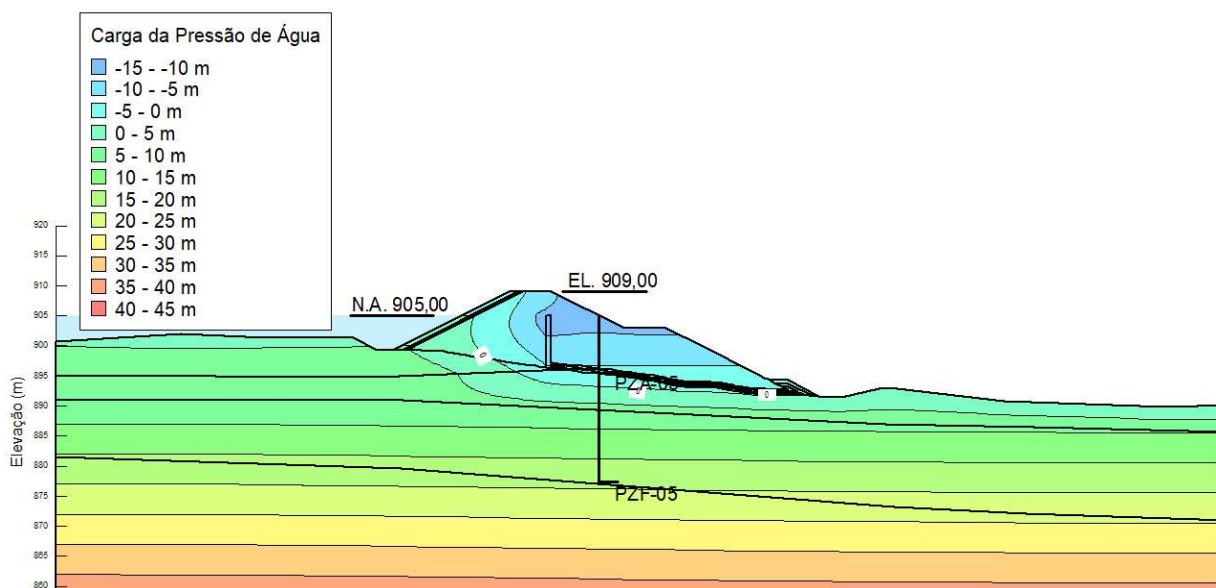 Carga da Pressão de Água
-15 - -10 m
-10 - -5 m
-5 - 0 m
0 - 5 m
5 - 10 m
10 - 15 m
15 - 20 m
20 - 25 m
25 - 30 m
30 - 35 m
35 - 40 m
40 - 45 m
Elevação (m)
920
915
910
905
900
895
890
885
880
875
870
865
860
N.A. 905,00
EL. 909,00
0
PZA-05
0
PZF-05